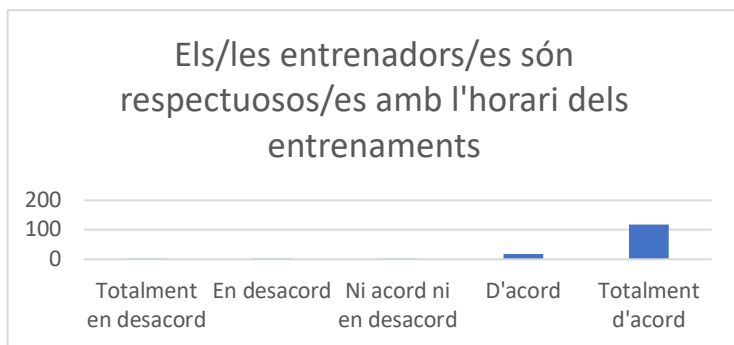 Els/les entrenadors/es són
respectuosos/es amb l'horari dels
entrenaments
200
100
0
Totalment
en desacord
En desacord
Ni acord ni
en desacord
D'acord
Totalment
d'acord